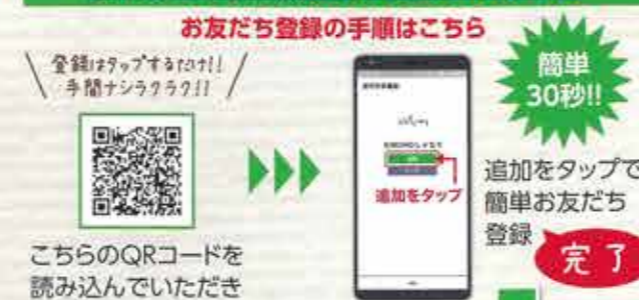 お友だち登録の手順はこちら
登録はタップするだけ!!
手間ナシラクラク!!
こちらのQRコードを
読み込んでいただき
追加をタップ
簡単
30秒!!
追加をタップで
簡単お友だち
登録
完了